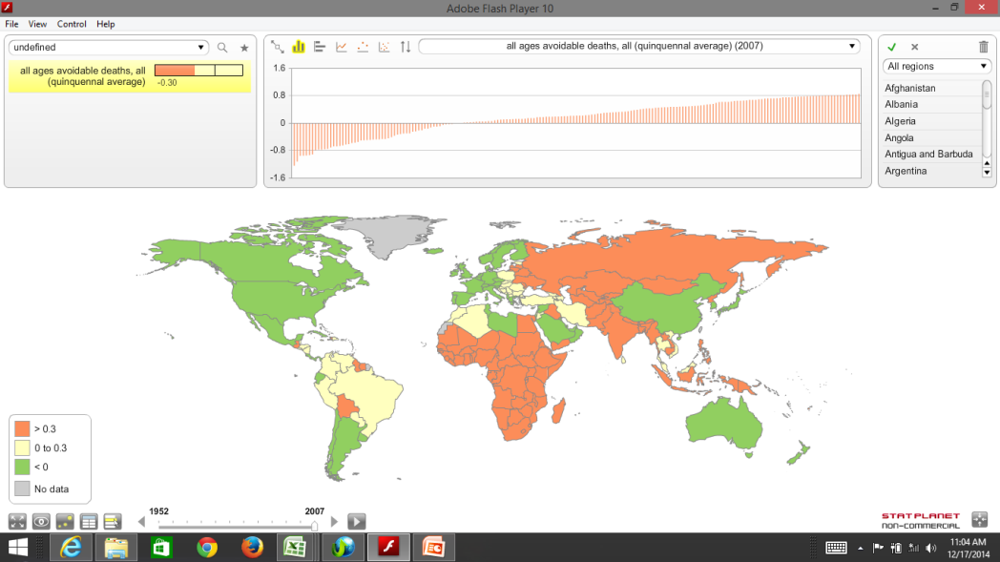 Adobe Flash Player 10
File View Control Help
undefined
all ages avoidable deaths, all
(quinquennal average)
-0.30
all ages avoidable deaths, all (quinquennal average) (2007)
1.6
0.8
0
-0.8
-1.6
All regions
Afghanistan
Albania
Algeria
Angola
Antigua and Barbuda
Argentina
> 0.3
0 to 0.3
< 0
No data
1952
2007
STATPLANET
NON-COMMERCIAL
11:04 AM
12/17/2014